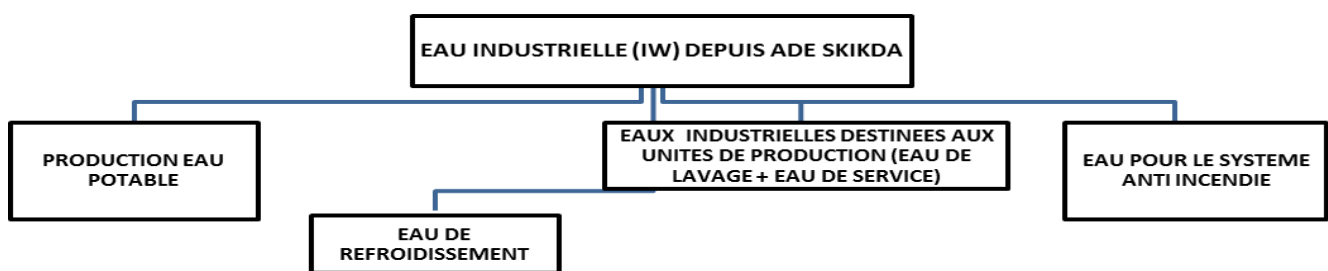 EAU INDUSTRIELLE (IW) DEPUIS ADE SKIKDA
PRODUCTION EAU
POTABLE
EAUX INDUSTRIELLES DESTINEES AUX
UNITES DE PRODUCTION (EAU DE
LAVAGE + EAU DE SERVICE)
EAU POUR LE SYSTEME
ANTI INCENDIE
EAU DE
REFROIDISSEMENT